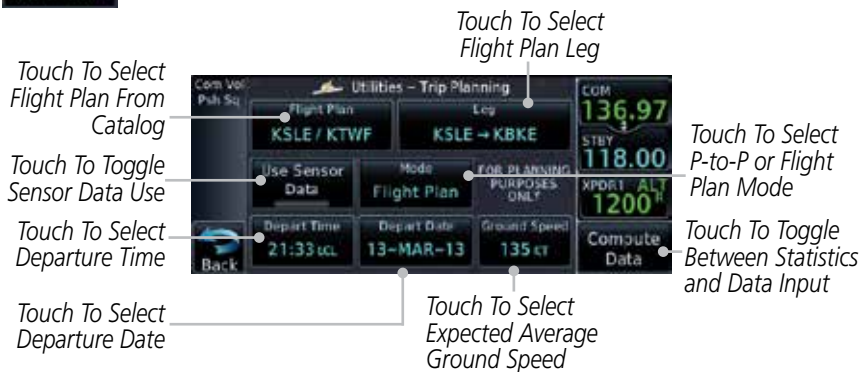 Touch To Select
Flight Plan Leg
Touch To Select
Flight Plan From
Catalog
Touch To Toggle
Sensor Data Use
Touch To Select
Departure Time
Touch To Select
Departure Date
Com Vol
Psh Sq
Utilities – Trip Planning
Flight Plan
KSLE / KTWF
Leg
KSLE → KBKE
Use Sensor
Data
Mode
Flight Plan
FOR PLANNING
PURPOSES
ONLY
Depart Time
21:33 LCL
Depart Date
13-MAR-13
Ground Speed
135 KT
Back
COM
136.97
STBY
118.00
XPDR1 ALT
1200 R
Compute
Data
Touch To Select
P-to-P or Flight
Plan Mode
Touch To Toggle
Between Statistics
and Data Input
Touch To Select
Expected Average
Ground Speed